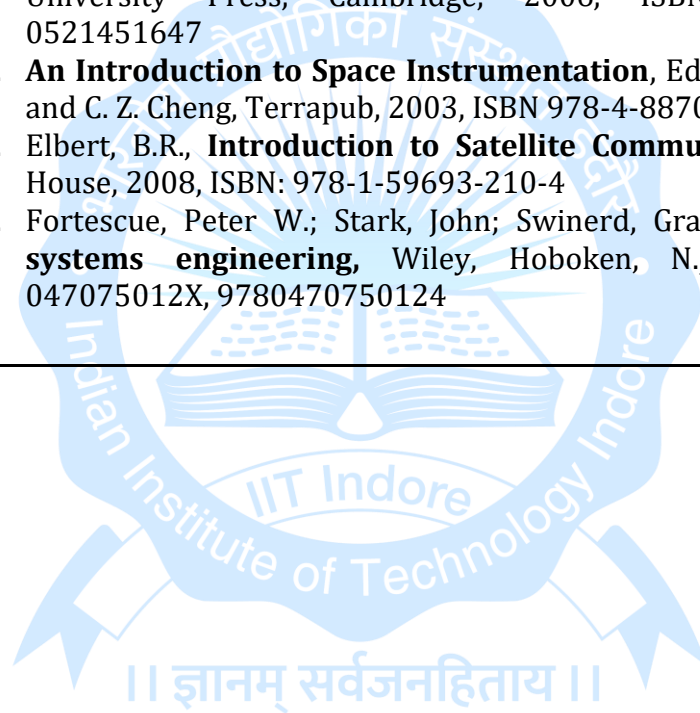 University Press, Cambridge, 2006, ISBN
0521451647
An Introduction to Space Instrumentation, Ed
and C. Z. Cheng, Terrapub, 2003, ISBN 978-4-8870
Elbert, B.R., Introduction to Satellite Commu
House, 2008, ISBN: 978-1-59693-210-4
Fortescue, Peter W.; Stark, John; Swinerd, Gra
systems engineering, Wiley, Hoboken, N.
047075012X, 9780470750124
भारतीय प्रौद्योगिकी संस्थान इंदौर
Indian Institute of Technology Indore
IIT Indore
।। ज्ञानम् सर्वजनहिताय ।।